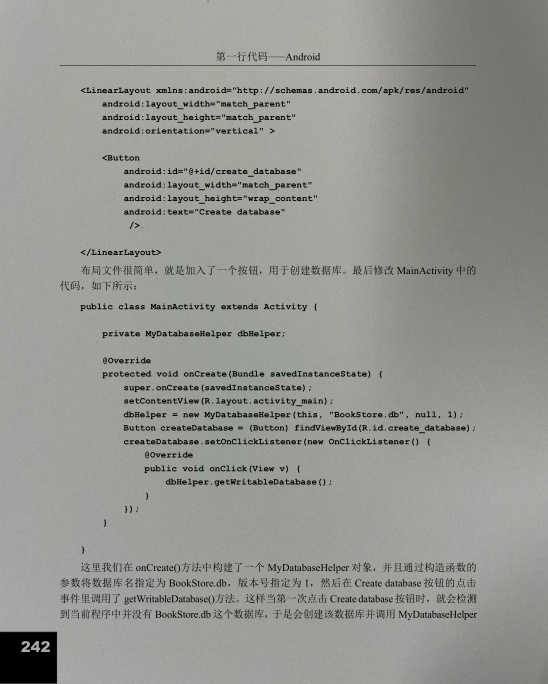 第一行代码——Android
<LinearLayout xmlns:android="http://schemas.android.com/apk/res/android"
android:layout_width="match_parent"
android:layout_height="match_parent"
android:orientation="vertical" >
<Button
android:id="@+id/create_database"
android:layout_width="match_parent"
android:layout_height="wrap_content"
android:text="Create database"
/>
</LinearLayout>
布局文件很简单，就是加入了一个按钮，用于创建数据库。最后修改 MainActivity 中的
代码，如下所示：
public class MainActivity extends Activity {
private MyDatabaseHelper dbHelper;
@Override
protected void onCreate(Bundle savedInstanceState) {
super.onCreate(savedInstanceState);
setContentView(R.layout.activity_main);
dbHelper = new MyDatabaseHelper(this, "BookStore.db", null, 1);
Button createDatabase = (Button) findViewById(R.id.create_database);
createDatabase.setOnClickListener(new OnClickListener() {
@Override
public void onClick(View v) {
dbHelper.getWritableDatabase();
}
});
}
}
这里我们在 onCreate()方法中构建了一个 MyDatabaseHelper 对象，并且通过构造函数的
参数将数据库名指定为 BookStore.db，版本号指定为 1，然后在 Create database 按钮的点击
事件里调用了 getWritableDatabase()方法。这样当第一次点击 Create database 按钮时，就会检测
到当前程序中并没有 BookStore.db 这个数据库，于是会创建该数据库并调用 MyDatabaseHelper
242